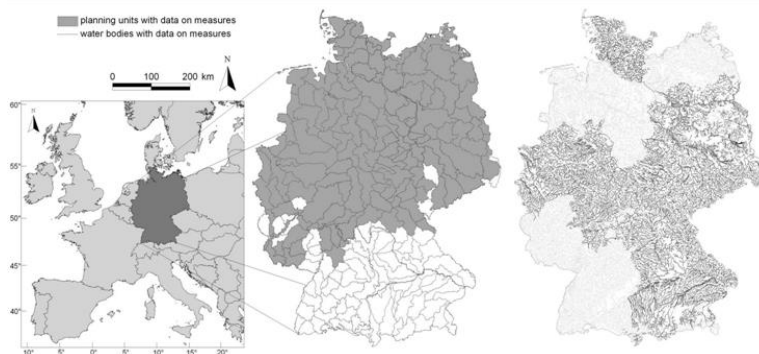 planning units with data on measures
water bodies with data on measures
N
0 100 200 km
N
60°
55°
50°
45°
40°
10° 5° 0° 5° 10° 15° 20°